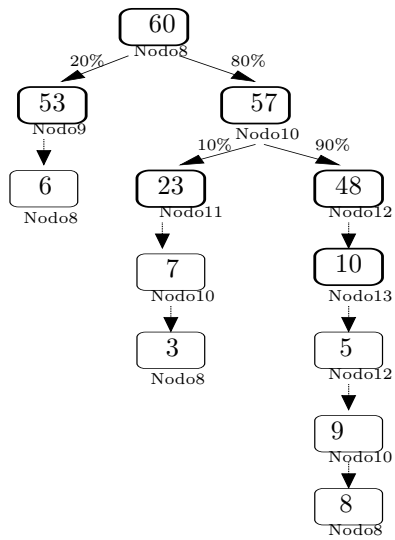 60
Nodo8
20% 80%
53 57
Nodo9 Nodo10
10% 90%
6 23 48
Nodo8 Nodo11 Nodo12
7 10
Nodo10 Nodo13
3 5
Nodo8 Nodo12
9
Nodo10
8
Nodo8